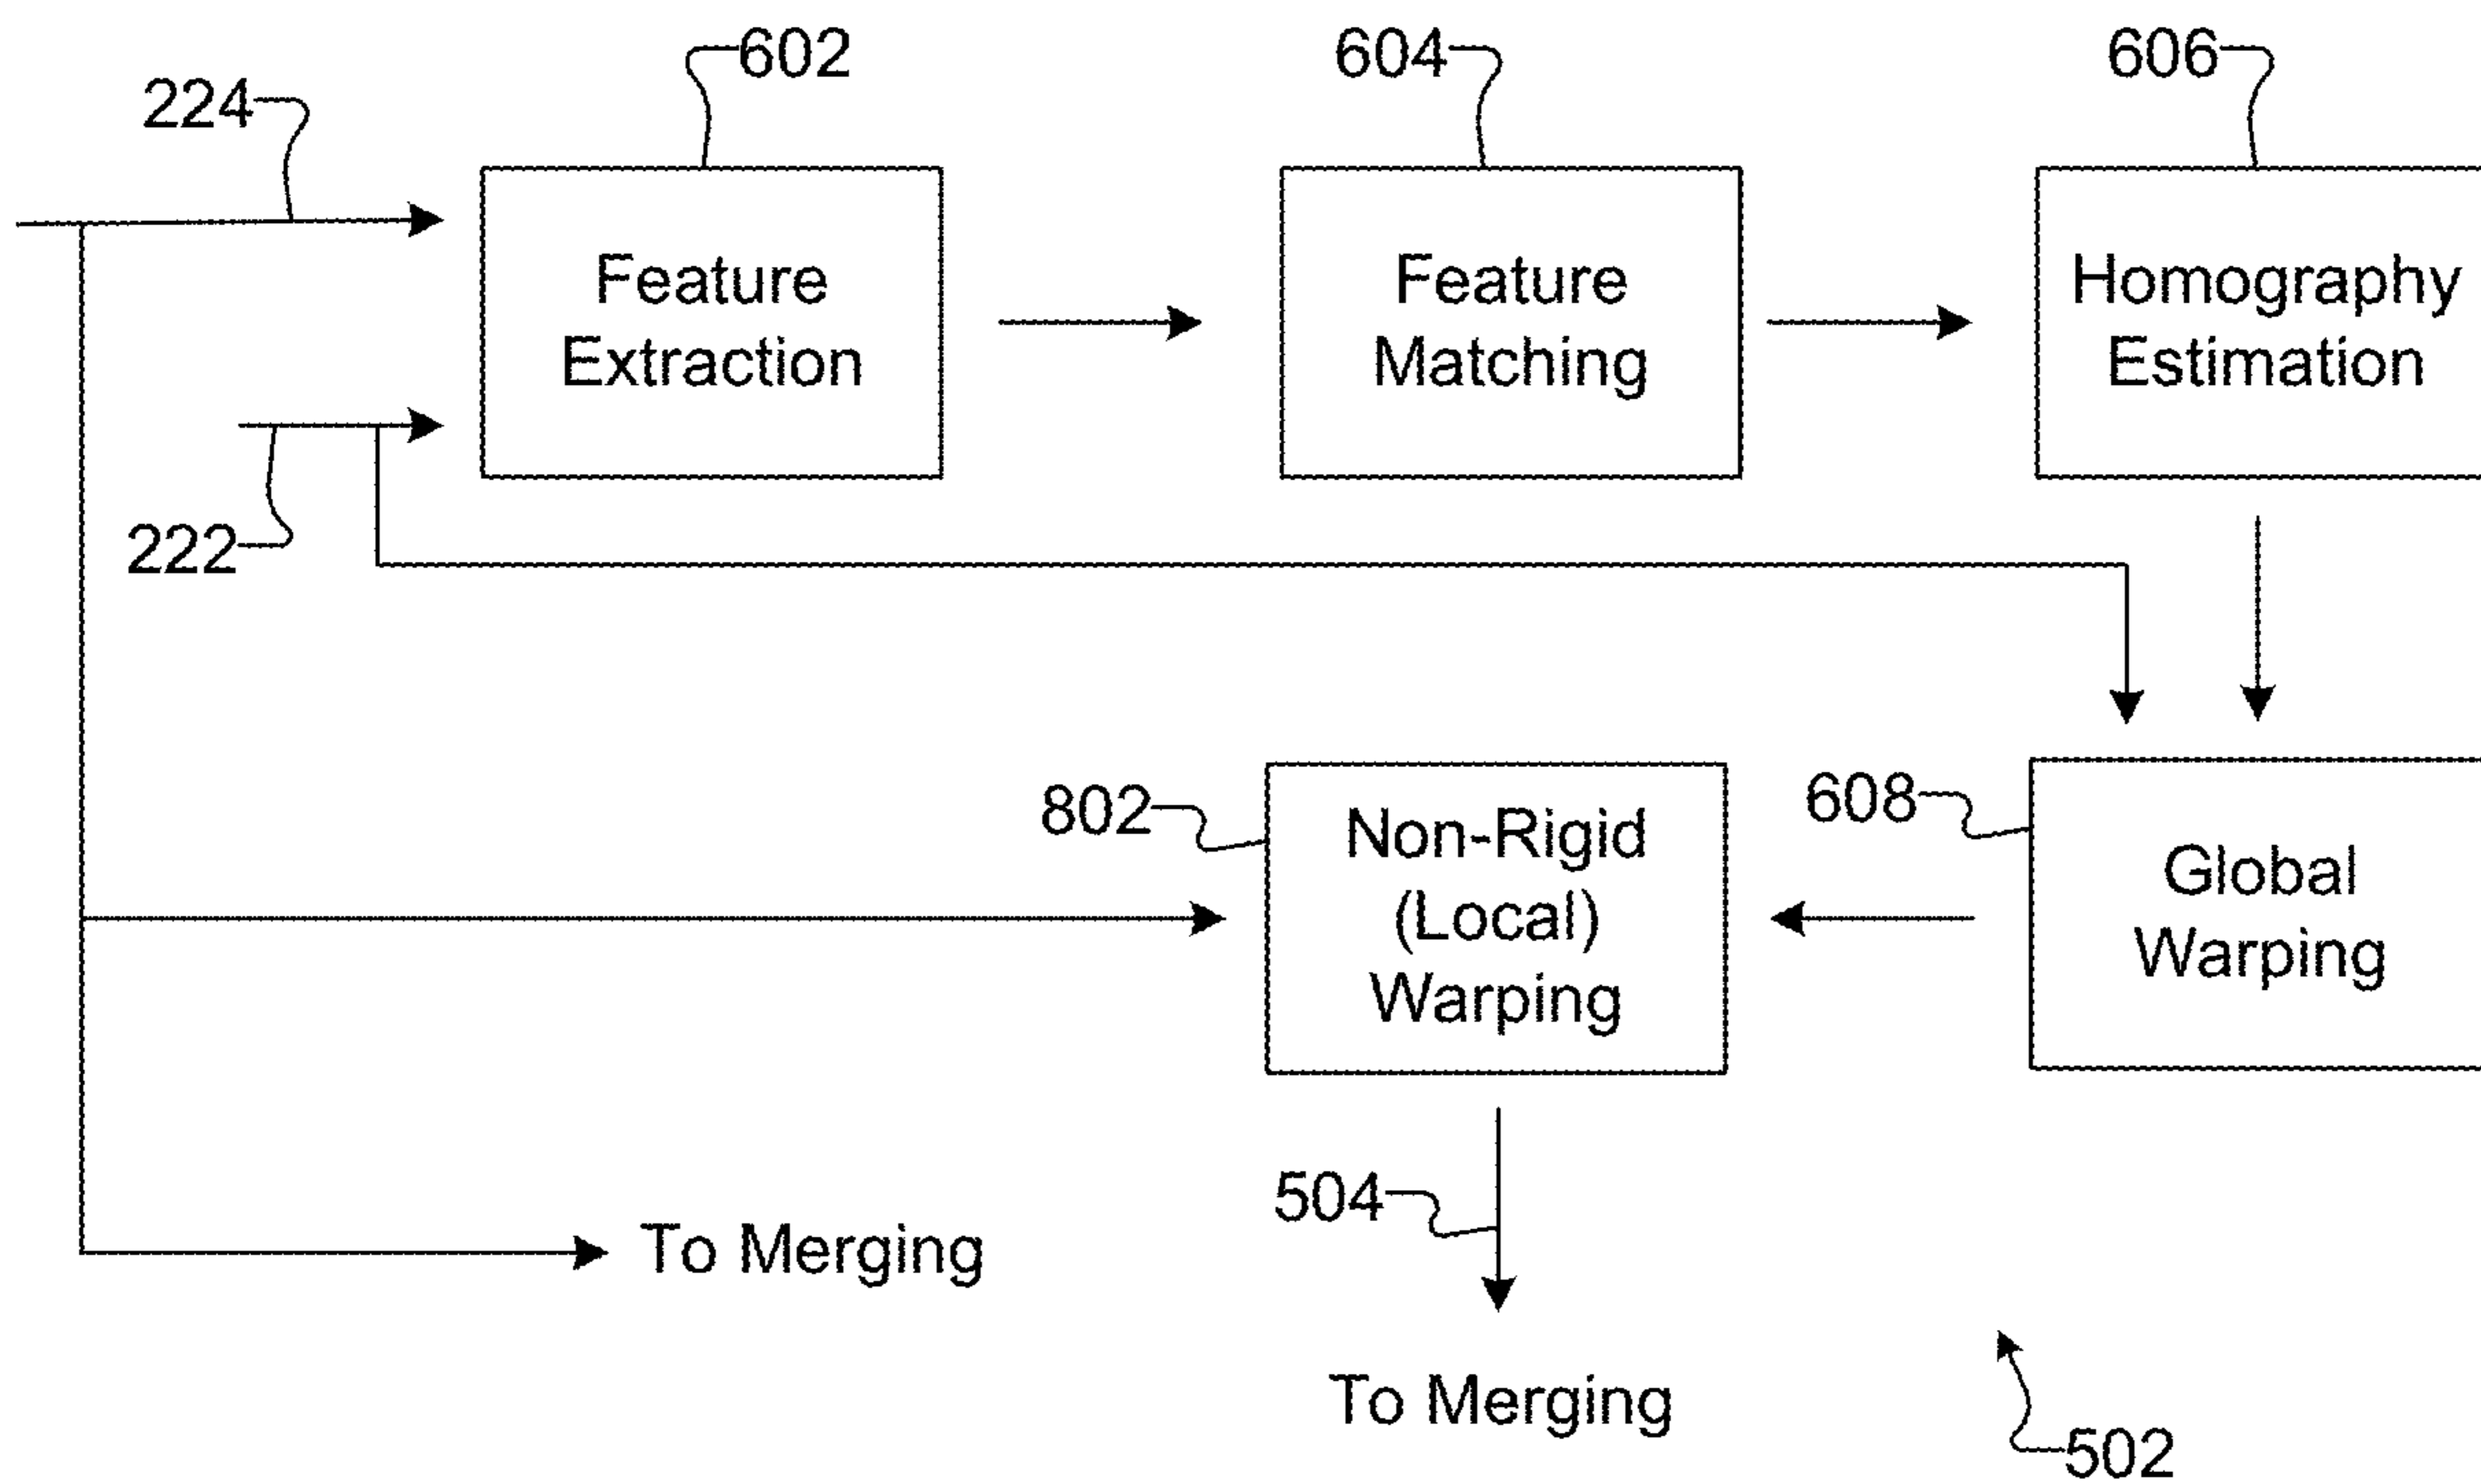 602
604
606
224
Feature
Extraction
Feature
Matching
Homography
Estimation
222
802
608
Non-Rigid
(Local)
Warping
Global
Warping
504
To Merging
To Merging
502